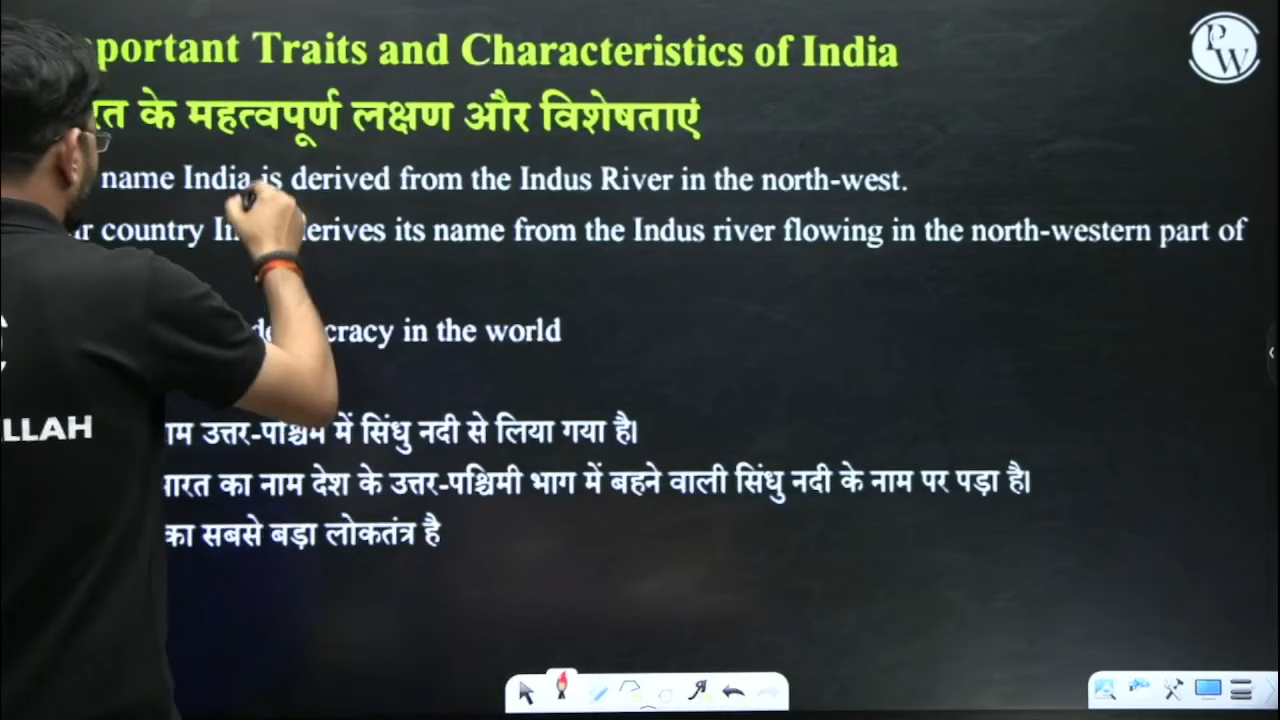 portant Traits and Characteristics of India
PW
के महत्वपूर्ण लक्षण और विशेषताएं
name India is derived from the Indus River in the north-west.
country derives its name from the Indus river flowing in the north-western part of
cracy in the world
LLAH
उत्तर-पश्चिम में सिंधु नदी से लिया गया है।
का नाम देश के उत्तर-पश्चिमी भाग में बहने वाली सिंधु नदी के नाम पर पड़ा है।
का सबसे बड़ा लोकतंत्र है